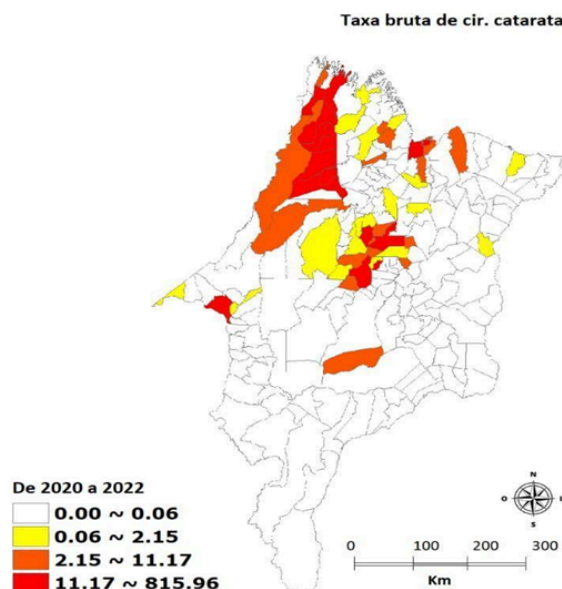 Taxa bruta de cir. catarata
De 2020 a 2022
0.00 ~ 0.06
0.06 ~ 2.15
2.15 ~ 11.17
11.17 ~ 815.96
N
O L
S
0 100 200 300
Km